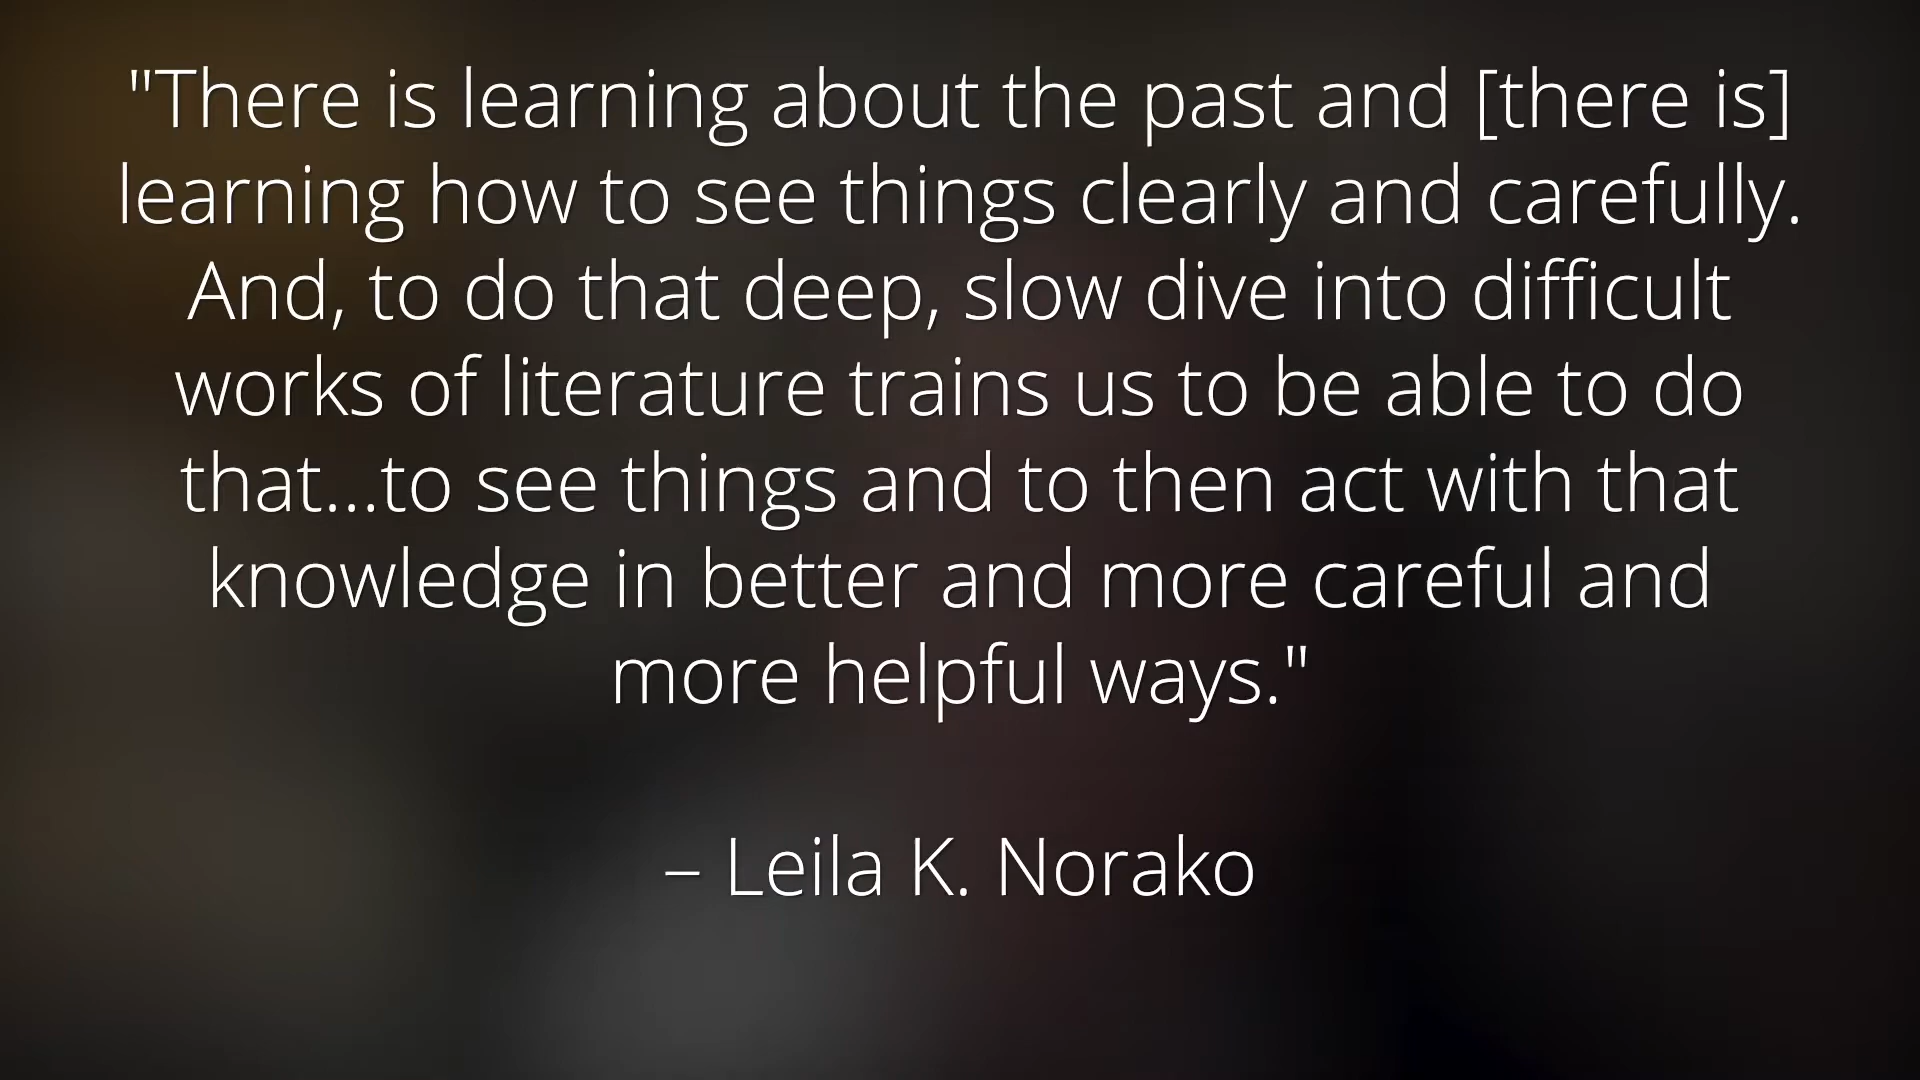 "There is learning about the past and [there is]
learning how to see things clearly and carefully.
And, to do that deep, slow dive into difficult
works of literature trains us to be able to do
that...to see things and to then act with that
knowledge in better and more careful and
more helpful ways."
– Leila K. Norako